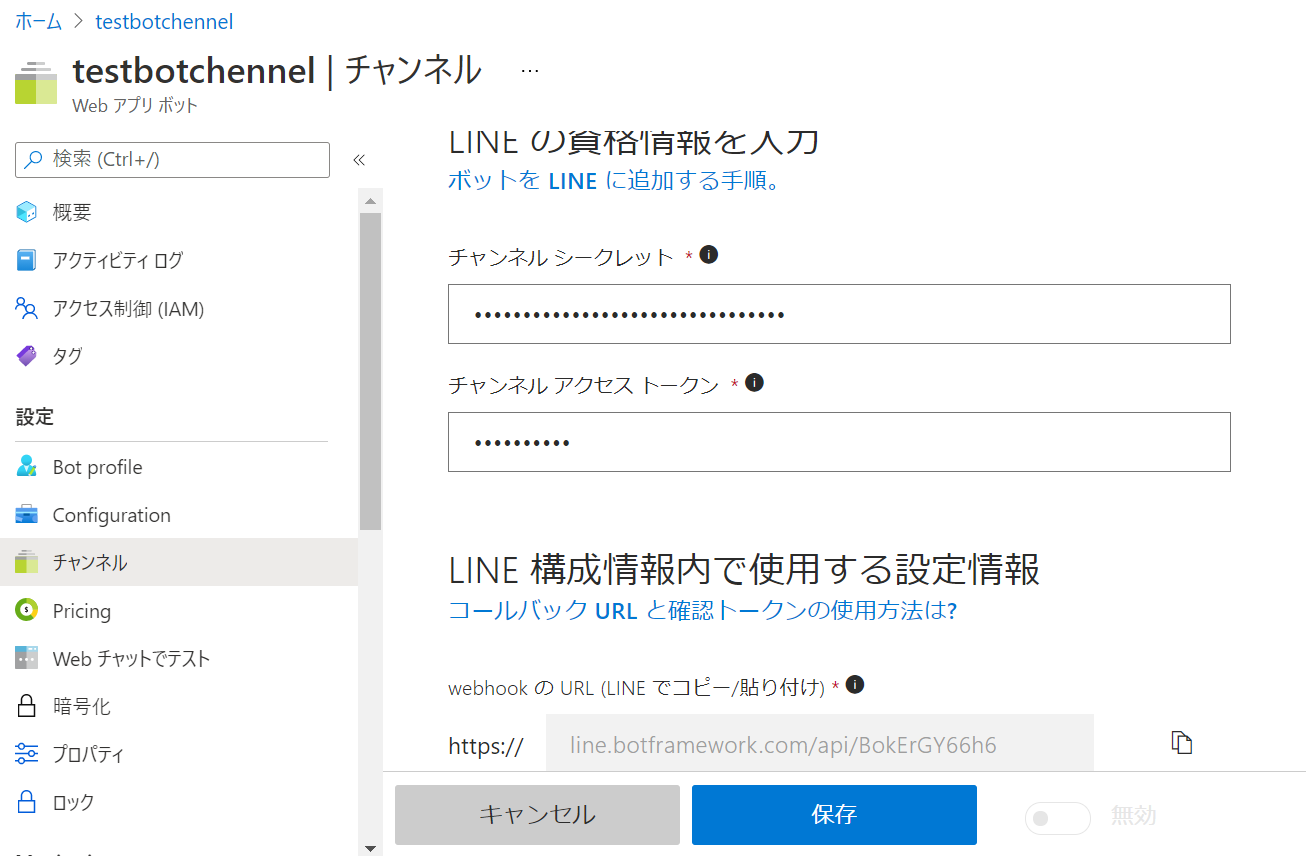 ホーム > testbotchennel
testbotchennel | チャンネル ...
Web アプリ ボット
検索 (Ctrl+/)
«
概要
アクティビティ ログ
アクセス制御 (IAM)
タグ
設定
Bot profile
Configuration
チャンネル
Pricing
Web チャットでテスト
暗号化
プロパティ
ロック
LINE の資格情報を入力
ボットを LINE に追加する手順。
チャンネル シークレット *
チャンネル アクセス トークン *
LINE 構成情報内で使用する設定情報
コールバック URL と確認トークンの使用方法は?
webhook の URL (LINE でコピー/貼り付け) *
https:// line.botframework.com/api/BokErGY66h6
キャンセル
保存
無効